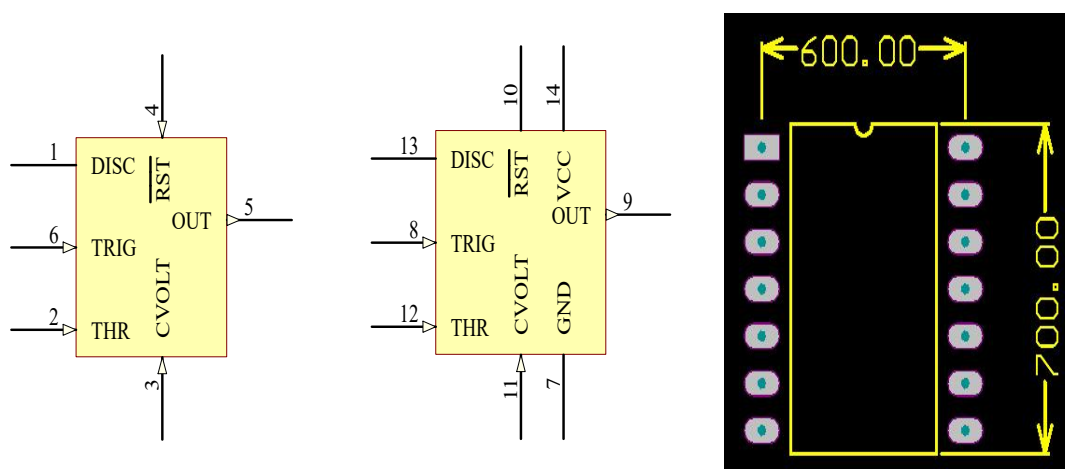 4
1
DISC
RST
OUT
5
6
TRIG
CVOLT
2
THR
3
10
14
13
DISC
RST
VCC
OUT
9
8
TRIG
CVOLT
GND
12
THR
11
7
600.00
700.00